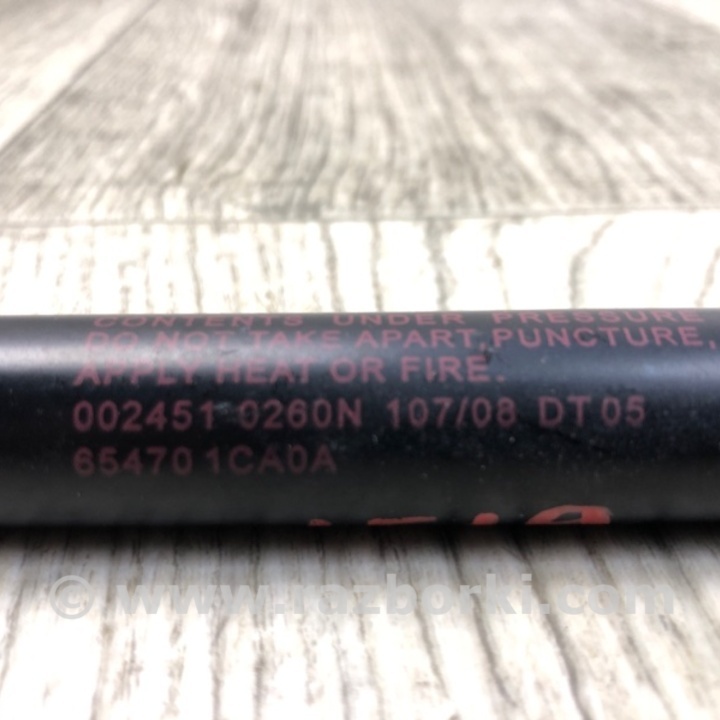 CONTENTS UNDER PRESSURE
DO NOT TAKE APART, PUNCTURE,
APPLY HEAT OR FIRE.
002451 0260N 107/08 DT05
65470 1CA0A
© www.razborki.com